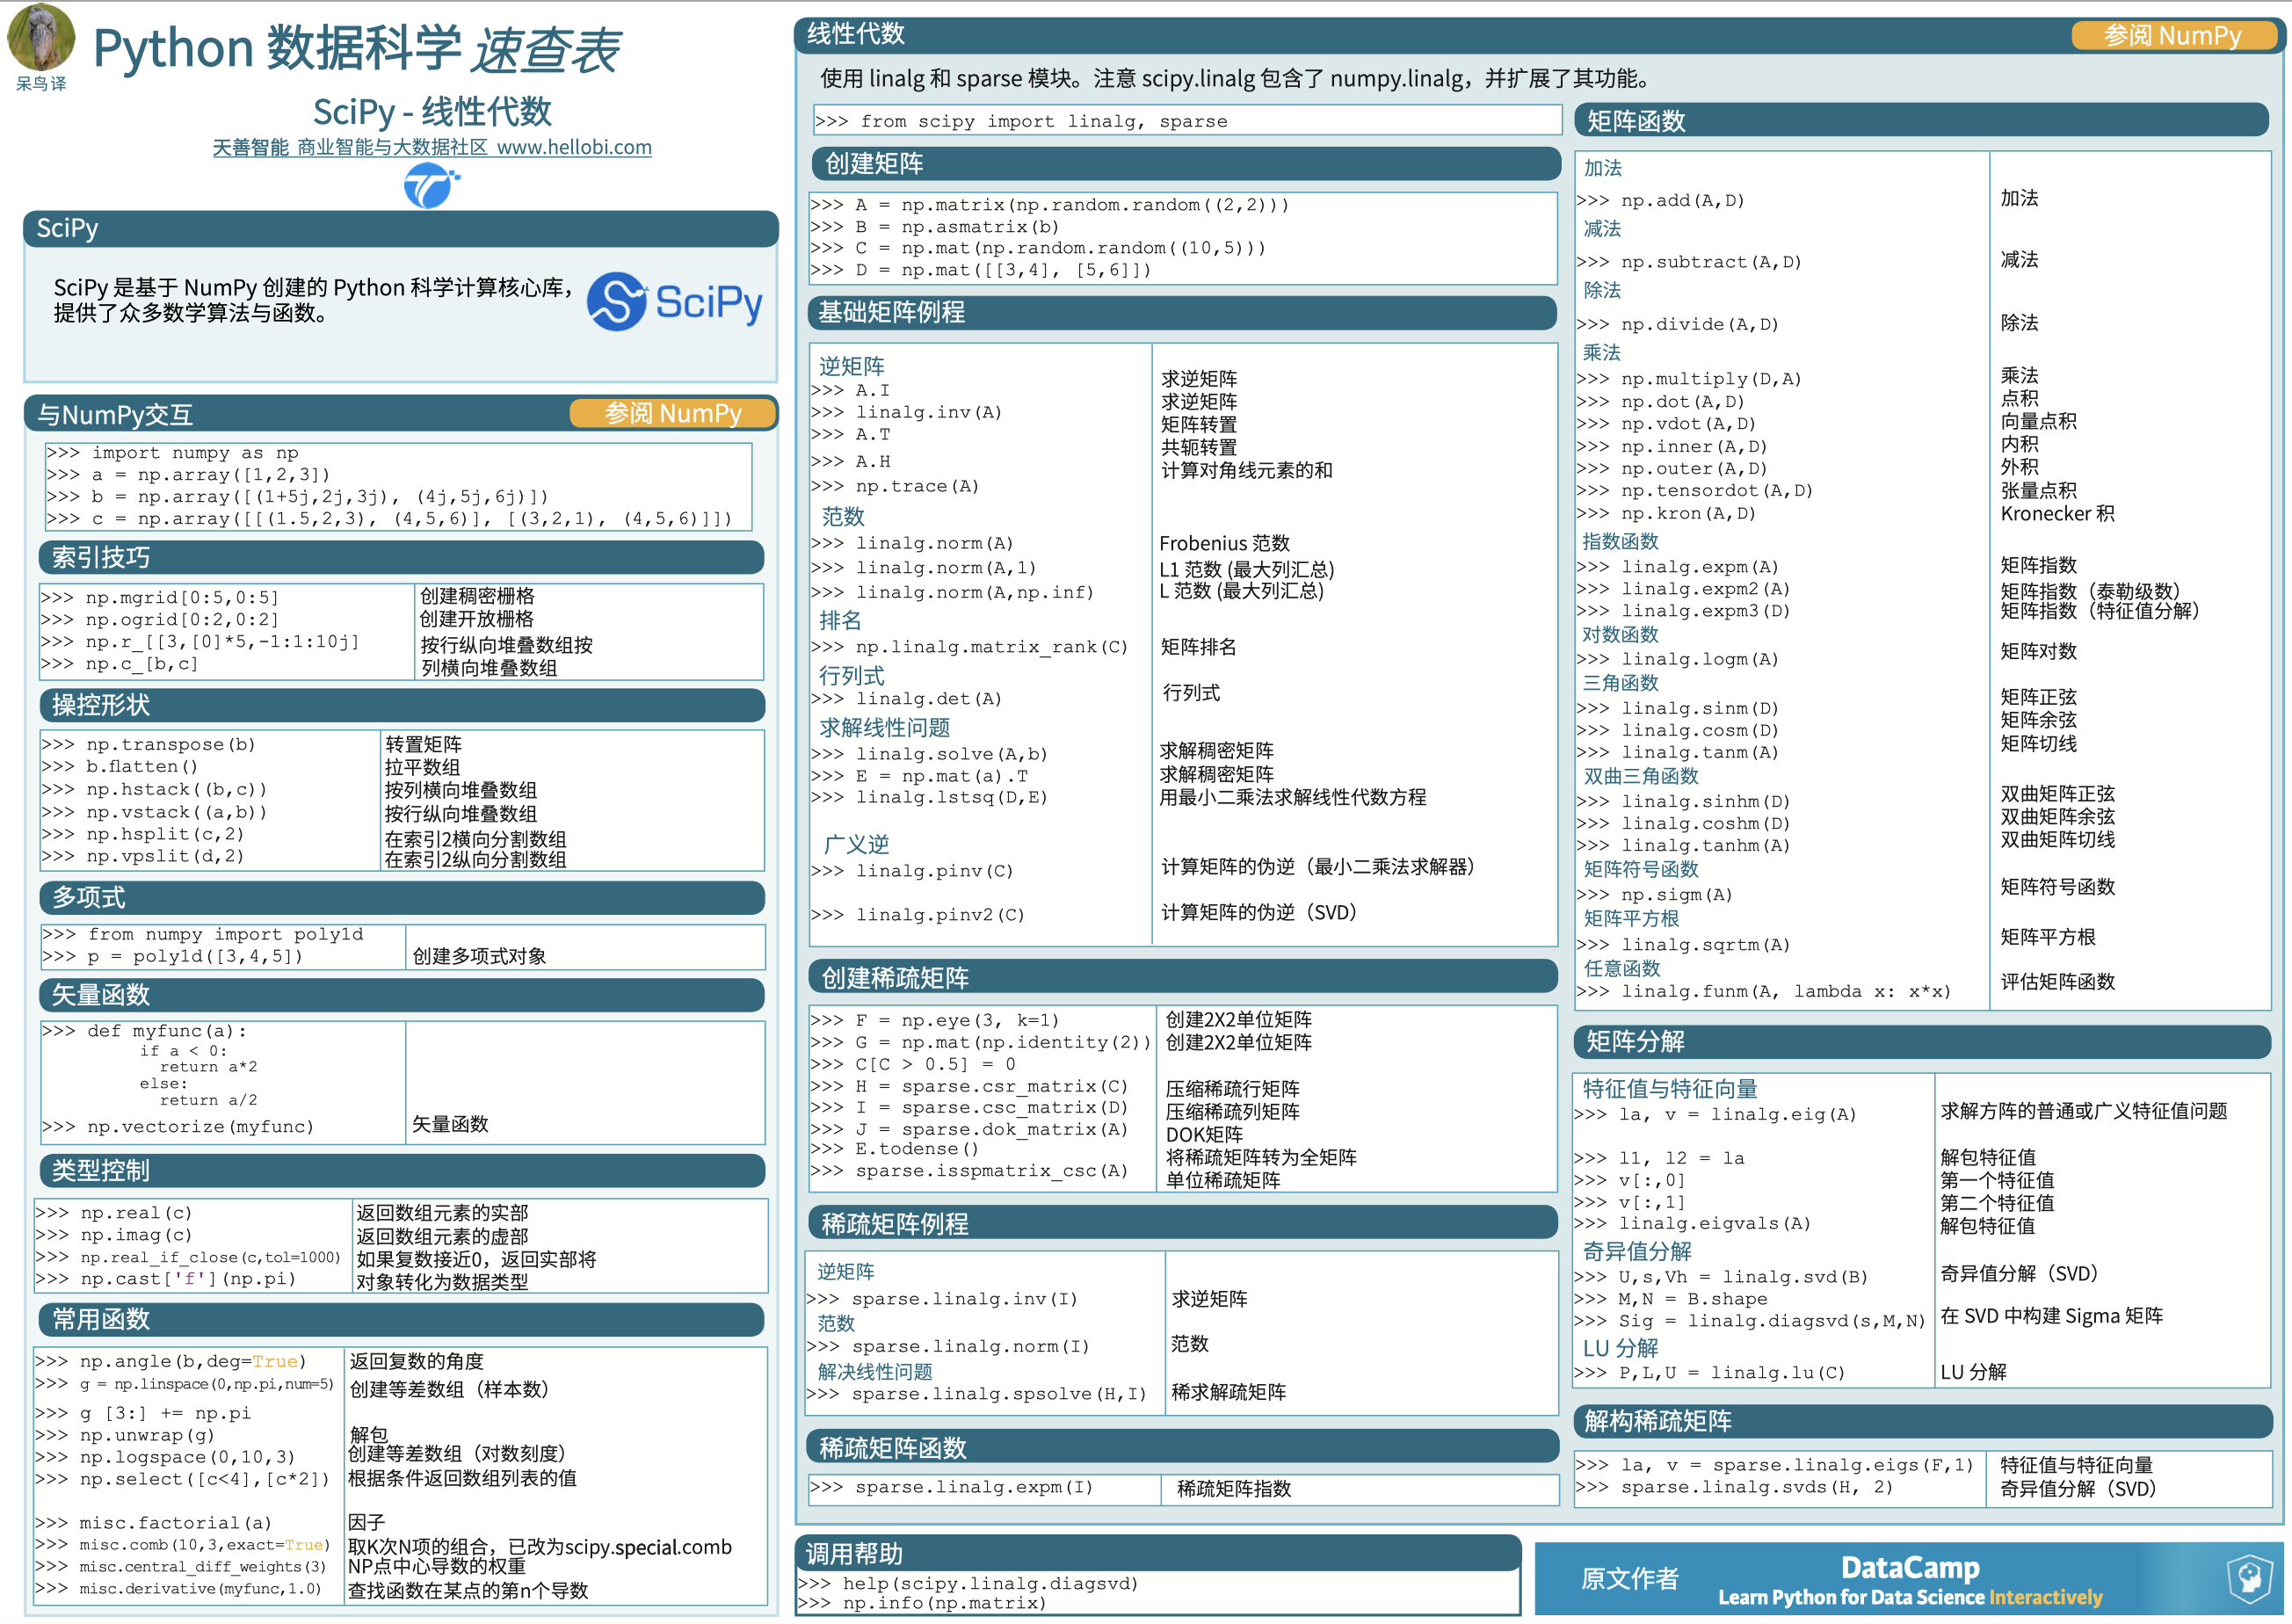 呆鸟译
Python 数据科学 速查表
SciPy - 线性代数
天善智能 商业智能与大数据社区 www.hellobi.com
SciPy
SciPy 是基于 NumPy 创建的 Python 科学计算核心库，
提供了众多数学算法与函数。
SciPy
与NumPy交互 参阅 NumPy
>>> import numpy as np
>>> a = np.array([1,2,3])
>>> b = np.array([(1+5j,2j,3j), (4j,5j,6j)])
>>> c = np.array([[(1.5,2,3), (4,5,6)], [(3,2,1), (4,5,6)]])
索引技巧
>>> np.mgrid[0:5,0:5] 创建稠密栅格
>>> np.ogrid[0:2,0:2] 创建开放栅格
>>> np.r_[[3,[0]*5,-1:1:10j] 按行纵向堆叠数组按
>>> np.c_[b,c] 列横向堆叠数组
操控形状
>>> np.transpose(b) 转置矩阵
>>> b.flatten() 拉平数组
>>> np.hstack((b,c)) 按列横向堆叠数组
>>> np.vstack((a,b)) 按行纵向堆叠数组
>>> np.hsplit(c,2) 在索引2横向分割数组
>>> np.vpslit(d,2) 在索引2纵向分割数组
多项式
>>> from numpy import poly1d
>>> p = poly1d([3,4,5]) 创建多项式对象
矢量函数
>>> def myfunc(a):
if a < 0:
return a*2
else:
return a/2
>>> np.vectorize(myfunc) 矢量函数
类型控制
>>> np.real(c) 返回数组元素的实部
>>> np.imag(c) 返回数组元素的虚部
>>> np.real_if_close(c,tol=1000) 如果复数接近0，返回实部将
>>> np.cast['f'](np.pi) 对象转化为数据类型
常用函数
>>> np.angle(b,deg=True) 返回复数的角度
>>> g = np.linspace(0,np.pi,num=5) 创建等差数组（样本数）
>>> g [3:] += np.pi
>>> np.unwrap(g) 解包
>>> np.logspace(0,10,3) 创建等差数组（对数刻度）
>>> np.select([c<4],[c*2]) 根据条件返回数组列表的值
>>> misc.factorial(a) 因子
>>> misc.comb(10,3,exact=True) 取K次N项的组合，已改为scipy.special.comb
>>> misc.central_diff_weights(3) NP点中心导数的权重
>>> misc.derivative(myfunc,1.0) 查找函数在某点的第n个导数
线性代数 参阅 NumPy
使用 linalg 和 sparse 模块。注意 scipy.linalg 包含了 numpy.linalg，并扩展了其功能。
>>> from scipy import linalg, sparse
创建矩阵
>>> A = np.matrix(np.random.random((2,2)))
>>> B = np.asmatrix(b)
>>> C = np.mat(np.random.random((10,5)))
>>> D = np.mat([[3,4], [5,6]])
基础矩阵例程
逆矩阵
>>> A.I 求逆矩阵
>>> linalg.inv(A) 求逆矩阵
>>> A.T 矩阵转置
>>> A.H 共轭转置
>>> np.trace(A) 计算对角线元素的和
范数
>>> linalg.norm(A) Frobenius 范数
>>> linalg.norm(A,1) L1 范数 (最大列汇总)
>>> linalg.norm(A,np.inf) L 范数 (最大列汇总)
排名
>>> np.linalg.matrix_rank(C) 矩阵排名
行列式
>>> linalg.det(A) 行列式
求解线性问题
>>> linalg.solve(A,b) 求解稠密矩阵
>>> E = np.mat(a).T 求解稠密矩阵
>>> linalg.lstsq(D,E) 用最小二乘法求解线性代数方程
广义逆
>>> linalg.pinv(C) 计算矩阵的伪逆（最小二乘法求解器）
>>> linalg.pinv2(C) 计算矩阵的伪逆（SVD）
创建稀疏矩阵
>>> F = np.eye(3, k=1) 创建2X2单位矩阵
>>> G = np.mat(np.identity(2)) 创建2X2单位矩阵
>>> C[C > 0.5] = 0
>>> H = sparse.csr_matrix(C) 压缩稀疏行矩阵
>>> I = sparse.csc_matrix(D) 压缩稀疏列矩阵
>>> J = sparse.dok_matrix(A) DOK矩阵
>>> E.todense() 将稀疏矩阵转为全矩阵
>>> sparse.isspmatrix_csc(A) 单位稀疏矩阵
稀疏矩阵例程
逆矩阵
>>> sparse.linalg.inv(I) 求逆矩阵
范数
>>> sparse.linalg.norm(I) 范数
解决线性问题
>>> sparse.linalg.spsolve(H,I) 稀求解疏矩阵
稀疏矩阵函数
>>> sparse.linalg.expm(I) 稀疏矩阵指数
调用帮助
>>> help(scipy.linalg.diagsvd)
>>> np.info(np.matrix)
矩阵函数
加法
>>> np.add(A,D) 加法
减法
>>> np.subtract(A,D) 减法
除法
>>> np.divide(A,D) 除法
乘法
>>> np.multiply(D,A) 乘法
>>> np.dot(A,D) 点积
>>> np.vdot(A,D) 向量点积
>>> np.inner(A,D) 内积
>>> np.outer(A,D) 外积
>>> np.tensordot(A,D) 张量点积
>>> np.kron(A,D) Kronecker 积
指数函数
>>> linalg.expm(A) 矩阵指数
>>> linalg.expm2(A) 矩阵指数（泰勒级数）
>>> linalg.expm3(D) 矩阵指数（特征值分解）
对数函数
>>> linalg.logm(A) 矩阵对数
三角函数
>>> linalg.sinm(D) 矩阵正弦
>>> linalg.cosm(D) 矩阵余弦
>>> linalg.tanm(A) 矩阵切线
双曲三角函数
>>> linalg.sinhm(D) 双曲矩阵正弦
>>> linalg.coshm(D) 双曲矩阵余弦
>>> linalg.tanhm(A) 双曲矩阵切线
矩阵符号函数
>>> np.sigm(A) 矩阵符号函数
矩阵平方根
>>> linalg.sqrtm(A) 矩阵平方根
任意函数
>>> linalg.funm(A, lambda x: x*x) 评估矩阵函数
矩阵分解
特征值与特征向量
>>> la, v = linalg.eig(A) 求解方阵的普通或广义特征值问题
>>> l1, l2 = la 解包特征值
>>> v[:,0] 第一个特征值
>>> v[:,1] 第二个特征值
>>> linalg.eigvals(A) 解包特征值
奇异值分解
>>> U,s,Vh = linalg.svd(B) 奇异值分解（SVD）
>>> M,N = B.shape
>>> Sig = linalg.diagsvd(s,M,N) 在 SVD 中构建 Sigma 矩阵
LU 分解
>>> P,L,U = linalg.lu(C) LU 分解
解构稀疏矩阵
>>> la, v = sparse.linalg.eigs(F,1) 特征值与特征向量
>>> sparse.linalg.svds(H, 2) 奇异值分解（SVD）
原文作者
DataCamp
Learn Python for Data Science Interactively